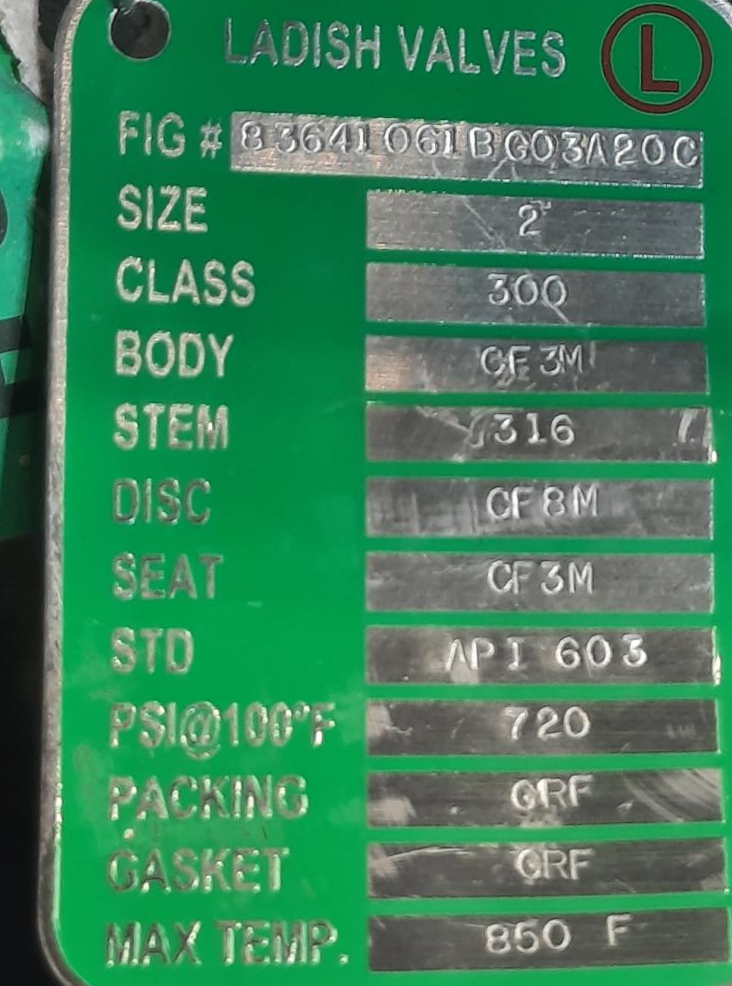 LADISH VALVES L
FIG # 83641061BG03A20C
SIZE 2"
CLASS 300
BODY CF3M
STEM 316
DISC CF8M
SEAT CF3M
STD API 603
PSI@100°F 720
PACKING GRF
GASKET GRF
MAX TEMP. 850 F